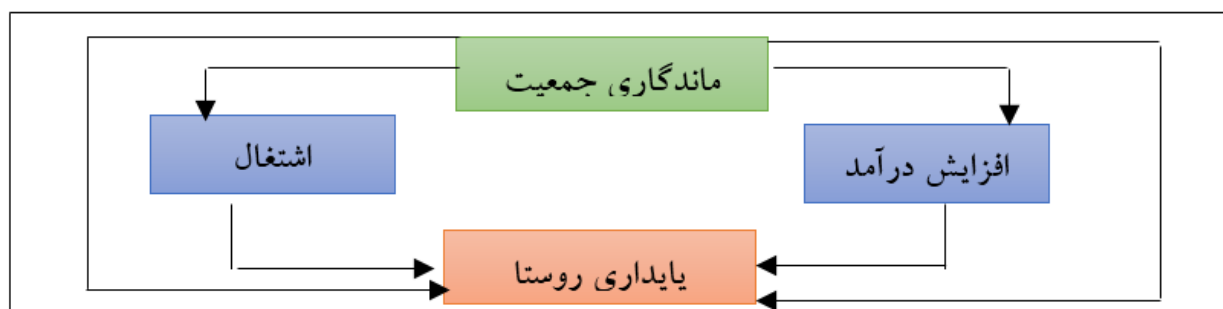 ماندگاری جمعیت
افزایش درآمد
اشتغال
پایداری روستا